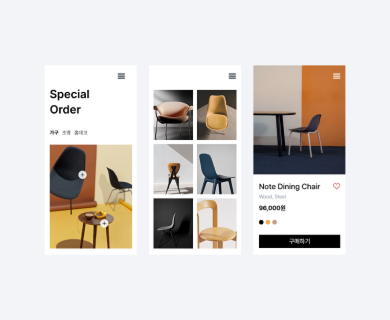 Special
Order
가구 조명 홈데코
Note Dining Chair
Wood, Steel
96,000원
구매하기